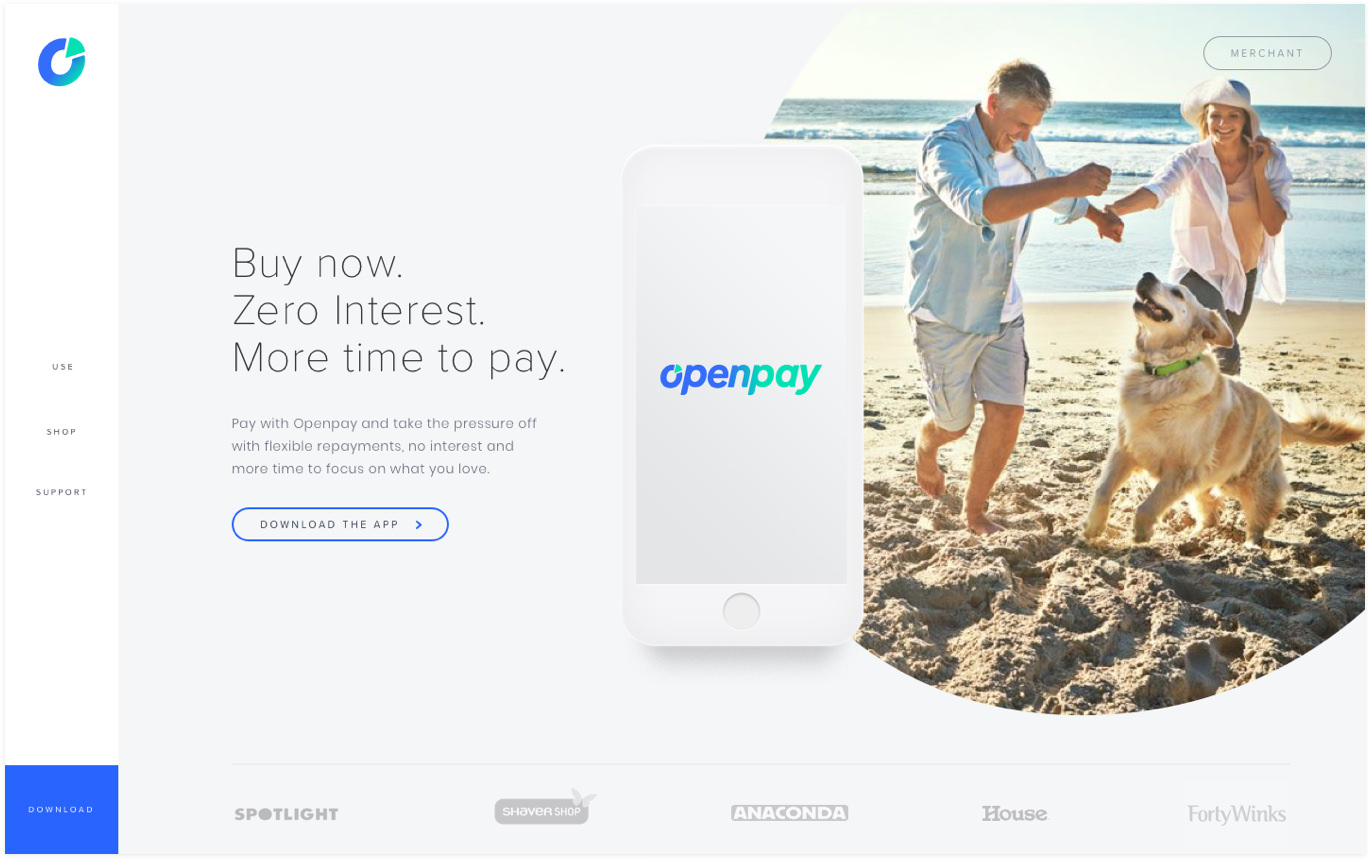 MERCHANT
USE
SHOP
SUPPORT
DOWNLOAD
Buy now.
Zero Interest.
More time to pay.
Pay with Openpay and take the pressure off
with flexible repayments, no interest and
more time to focus on what you love.
DOWNLOAD THE APP
openpay
SPOTLIGHT
SHAVER SHOP
ANACONDA
House
FortyWinks